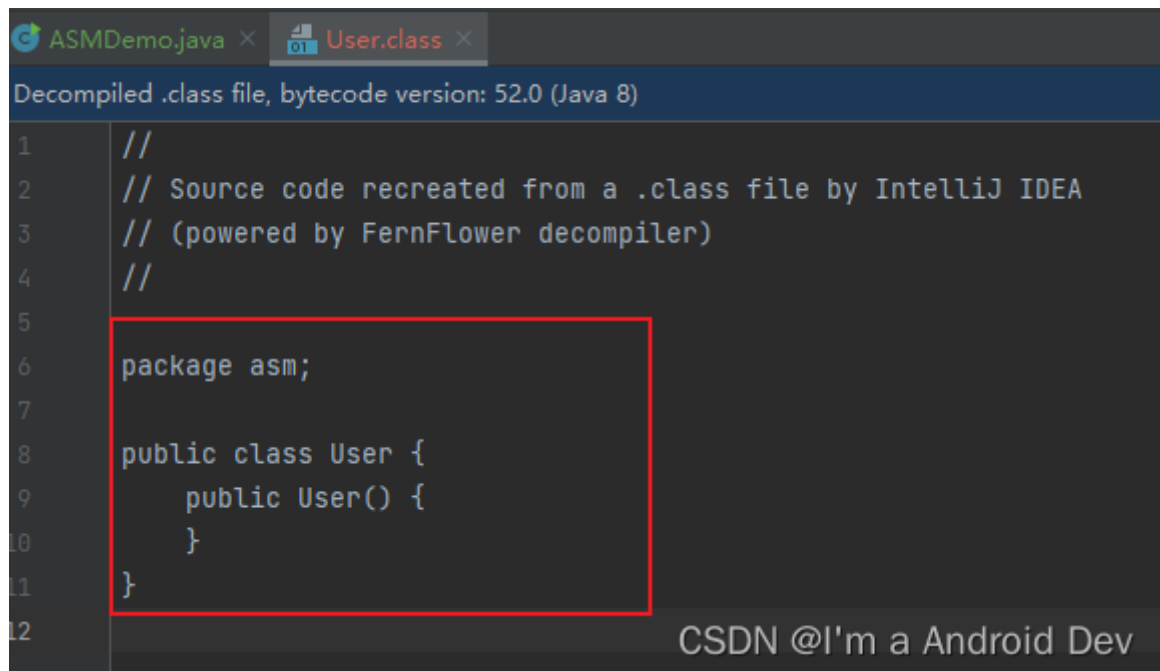 ASMDemo.java × User.class ×
Decompiled .class file, bytecode version: 52.0 (Java 8)
1 //
2 // Source code recreated from a .class file by IntelliJ IDEA
3 // (powered by FernFlower decompiler)
4 //
5
6 package asm;
7
8 public class User {
9 public User() {
10 }
11 }
12
CSDN @I'm a Android Dev